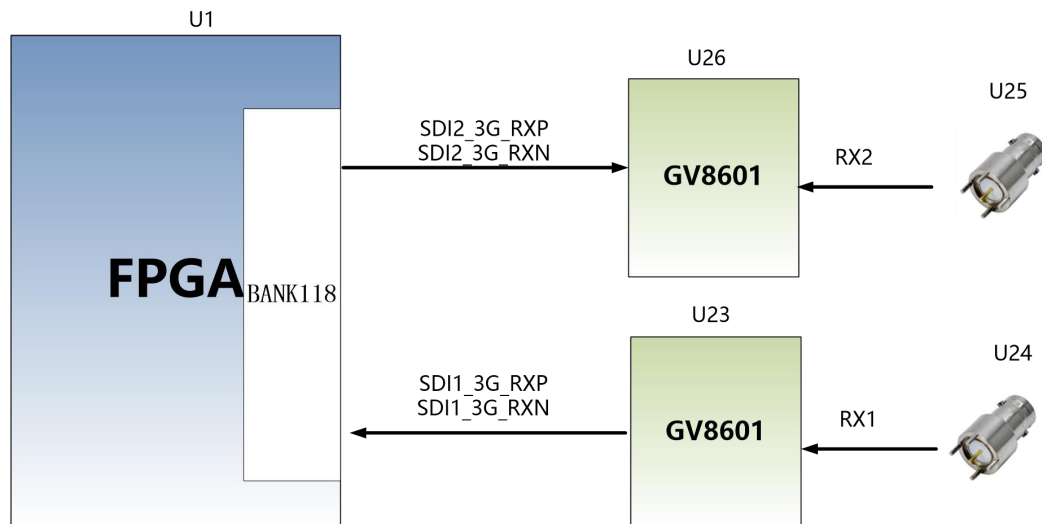 U1
U26
U25
SDI2_3G_RXP
SDI2_3G_RXN
RX2
GV8601
FPGA
BANK118
U23
U24
SDI1_3G_RXP
SDI1_3G_RXN
RX1
GV8601